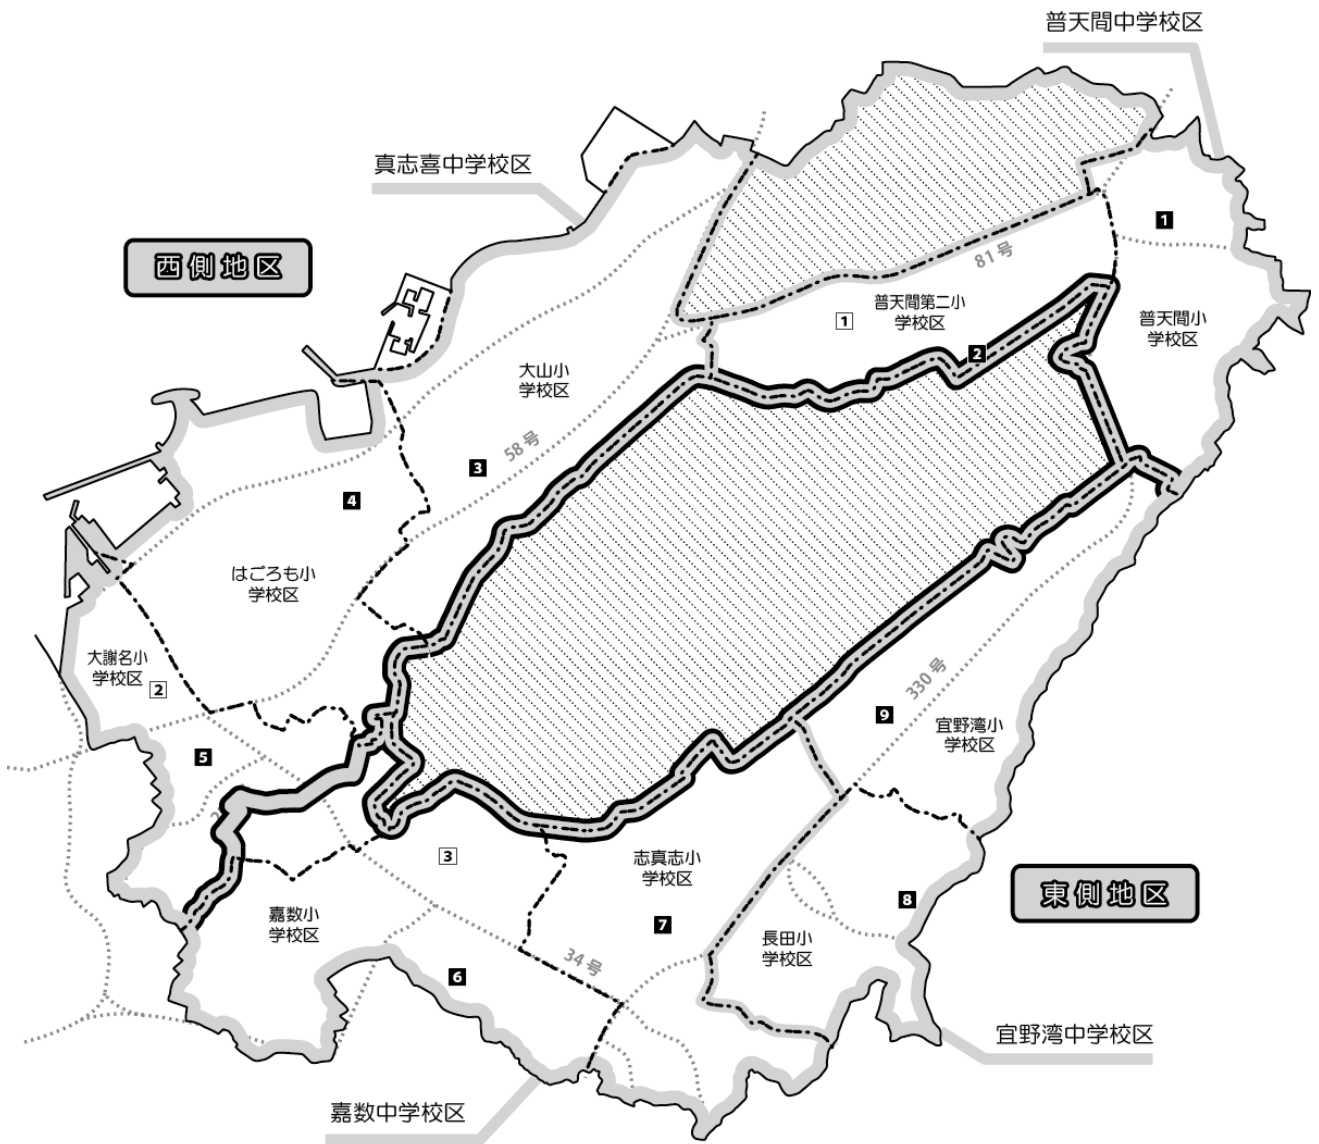 普天間中学校区
真志喜中学校区
西側地区
1
81号
普天間第二小
学校区
1
普天間小
学校区
2
大山小
学校区
58号
3
4
はごろも小
学校区
大謝名小
学校区
2
330号
9
宜野湾小
学校区
5
3
志真志小
学校区
東側地区
8
嘉数小
学校区
7
長田小
学校区
34号
6
宜野湾中学校区
嘉数中学校区